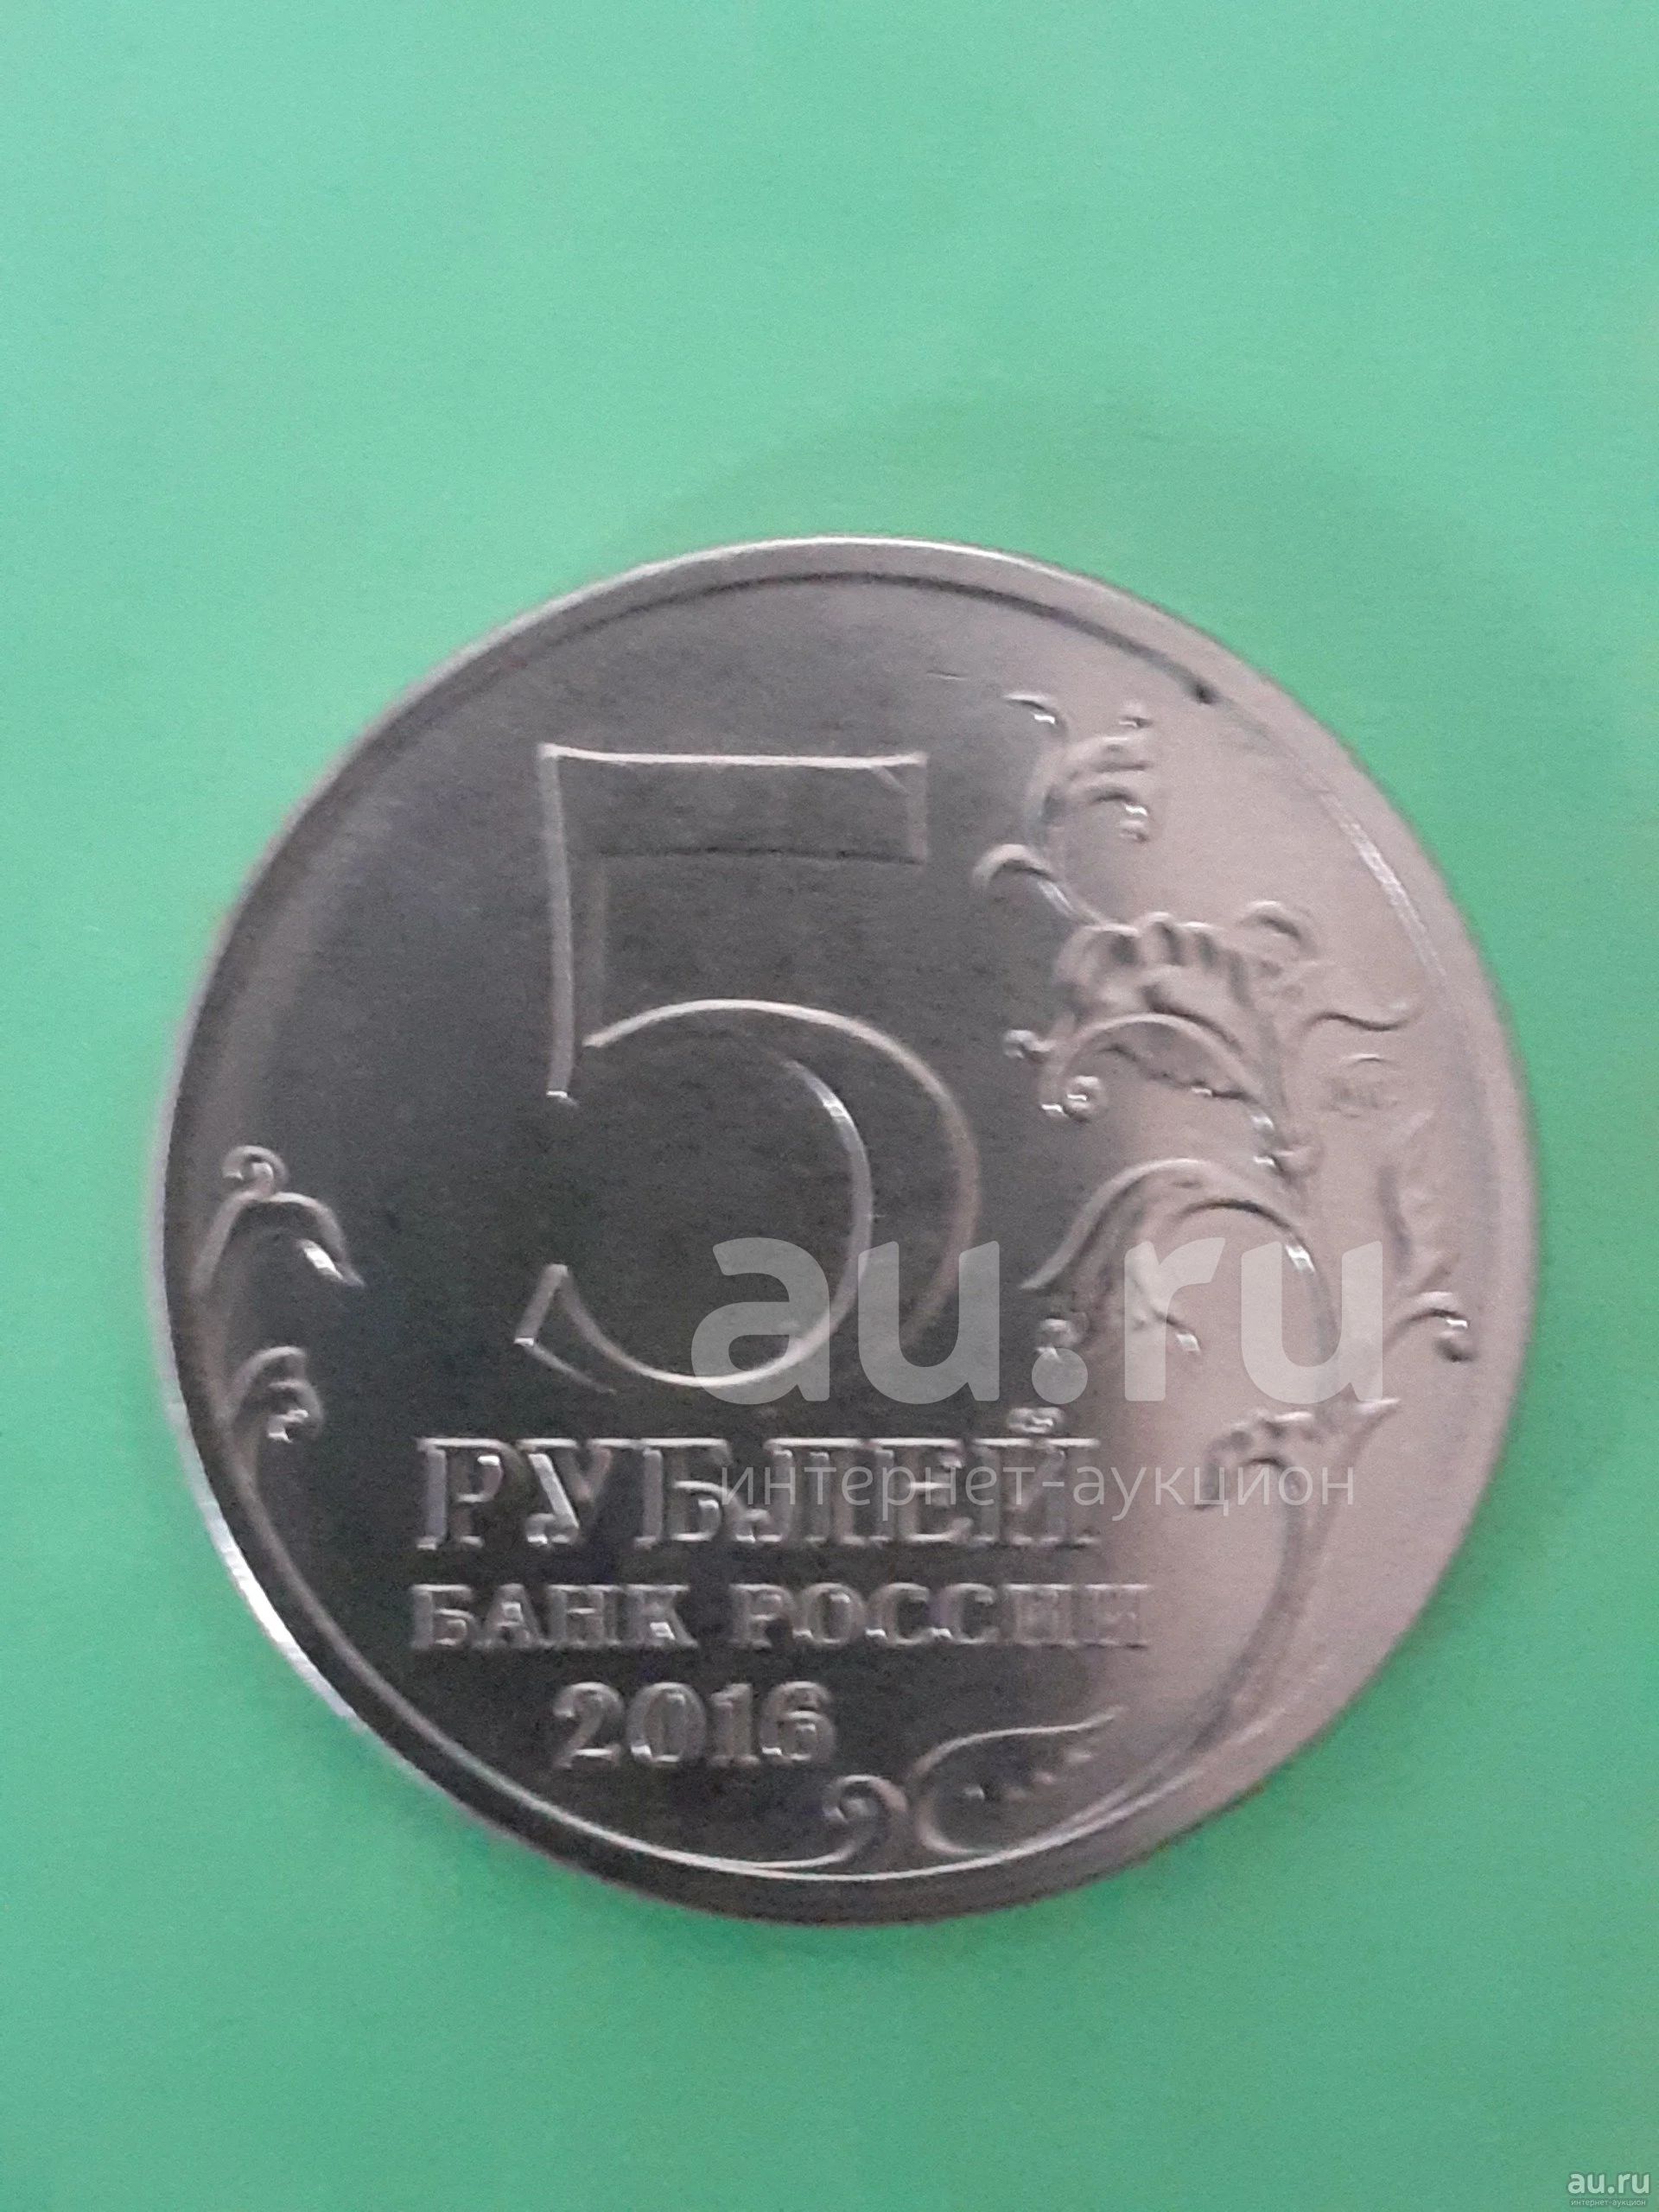 5
РУБЛЕЙ
БАНК РОССИИ
2016
au.ru
интернет-аукцион
au.ru
интернет-аукцион